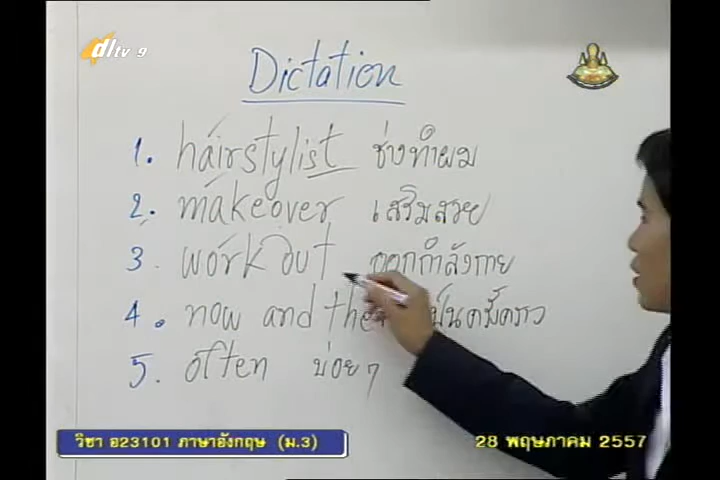 dltv 9
Dictation
1. hairstylist ช่างทำผม
2. makeover เสริมสวย
3. work out ออกกำลังกาย
4. now and the เป็นครั้งคราว
5. often บ่อยๆ
วิชา อ23101 ภาษาอังกฤษ (ม.3)
28 พฤษภาคม 2557